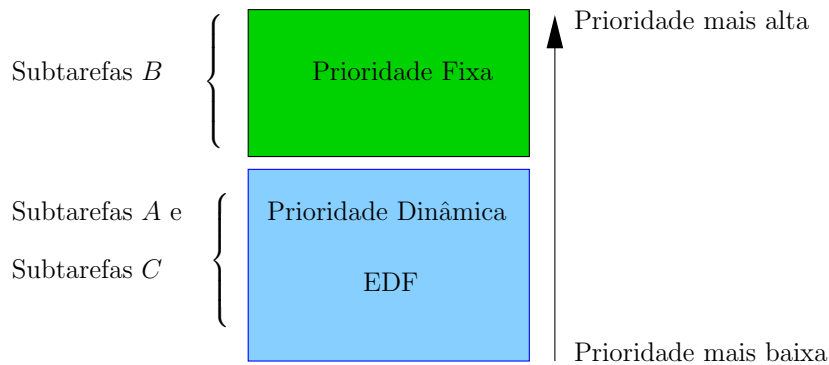 Prioridade mais alta
Subtarefas B
Prioridade Fixa
Subtarefas A e
Subtarefas C
Prioridade Dinâmica
EDF
Prioridade mais baixa